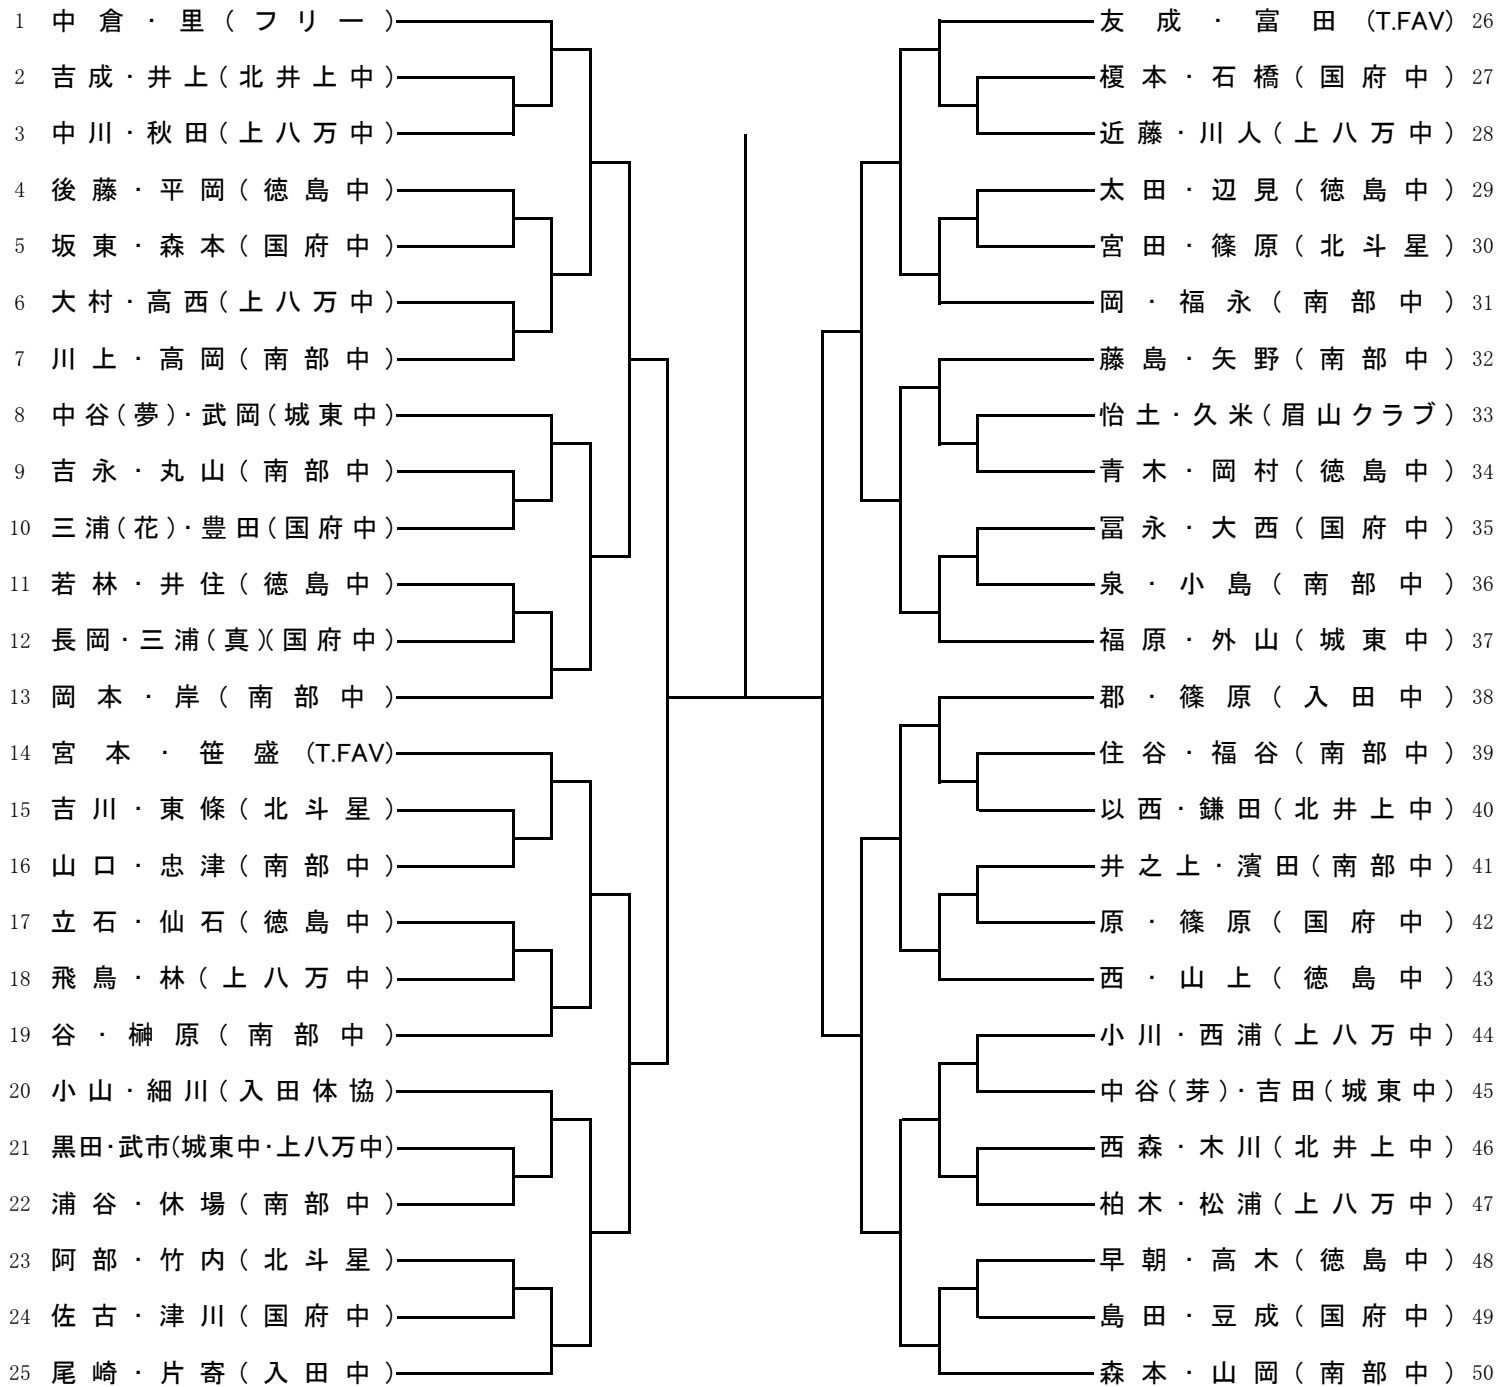 1 中倉・里(フリー)
2 吉成・井上(北井上中)
3 中川・秋田(上八万中)
4 後藤・平岡(徳島中)
5 坂東・森本(国府中)
6 大村・高西(上八万中)
7 川上・高岡(南部中)
8 中谷(夢)・武岡(城東中)
9 吉永・丸山(南部中)
10 三浦(花)・豊田(国府中)
11 若林・井住(徳島中)
12 長岡・三浦(真)(国府中)
13 岡本・岸(南部中)
14 宮本・笹盛(T.FAV)
15 吉川・東條(北斗星)
16 山口・忠津(南部中)
17 立石・仙石(徳島中)
18 飛鳥・林(上八万中)
19 谷・榊原(南部中)
20 小山・細川(入田体協)
21 黒田・武市(城東中・上八万中)
22 浦谷・休場(南部中)
23 阿部・竹内(北斗星)
24 佐古・津川(国府中)
25 尾崎・片寄(入田中)
友成・富田(T.FAV) 26
榎本・石橋(国府中) 27
近藤・川人(上八万中) 28
太田・辺見(徳島中) 29
宮田・篠原(北斗星) 30
岡・福永(南部中) 31
藤島・矢野(南部中) 32
怡土・久米(眉山クラブ) 33
青木・岡村(徳島中) 34
冨永・大西(国府中) 35
泉・小島(南部中) 36
福原・外山(城東中) 37
郡・篠原(入田中) 38
住谷・福谷(南部中) 39
以西・鎌田(北井上中) 40
井之上・濱田(南部中) 41
原・篠原(国府中) 42
西・山上(徳島中) 43
小川・西浦(上八万中) 44
中谷(芽)・吉田(城東中) 45
西森・木川(北井上中) 46
柏木・松浦(上八万中) 47
早朝・高木(徳島中) 48
島田・豆成(国府中) 49
森本・山岡(南部中) 50